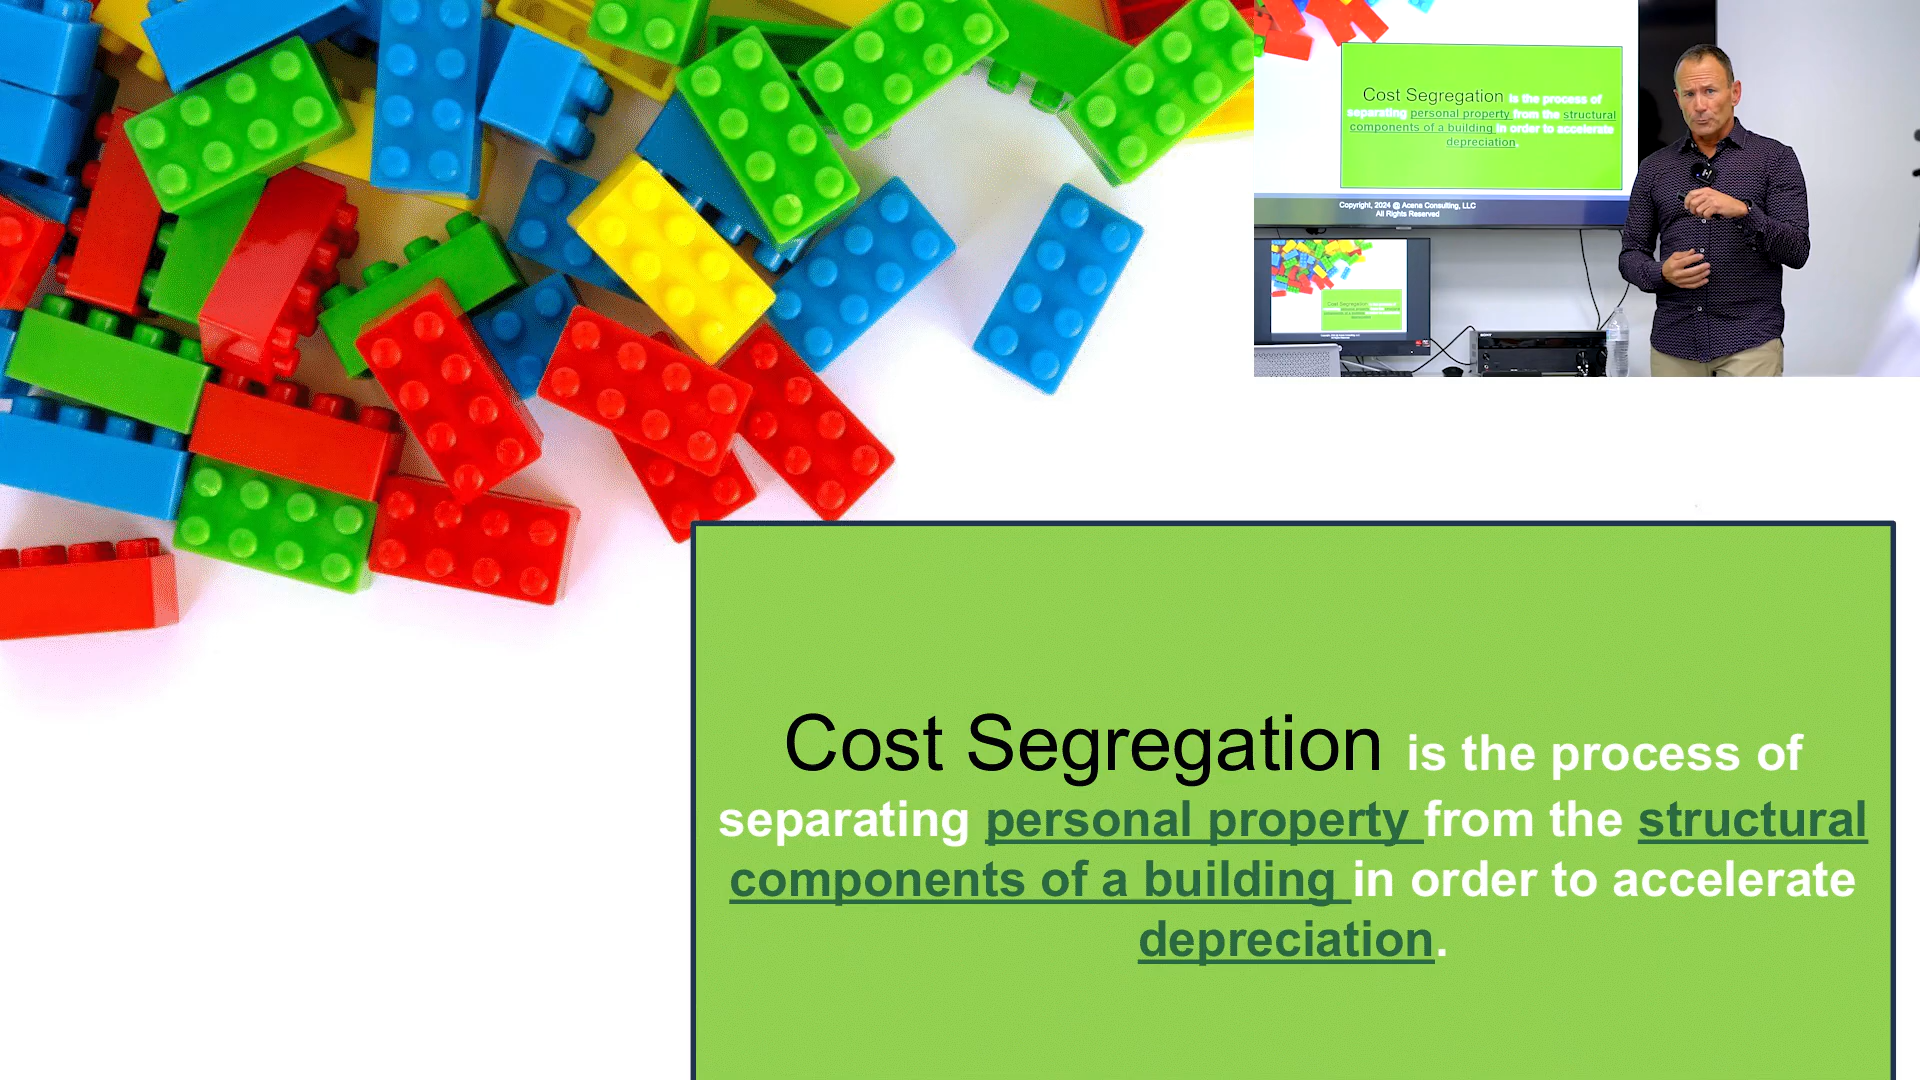 Cost Segregation is the process of
separating personal property from the structural
components of a building in order to accelerate
depreciation.
Cost Segregation is the process of
separating personal property from the structural
components of a building in order to accelerate
depreciation.
Copyright, 2024 @ Acena Consulting, LLC
All Rights Reserved